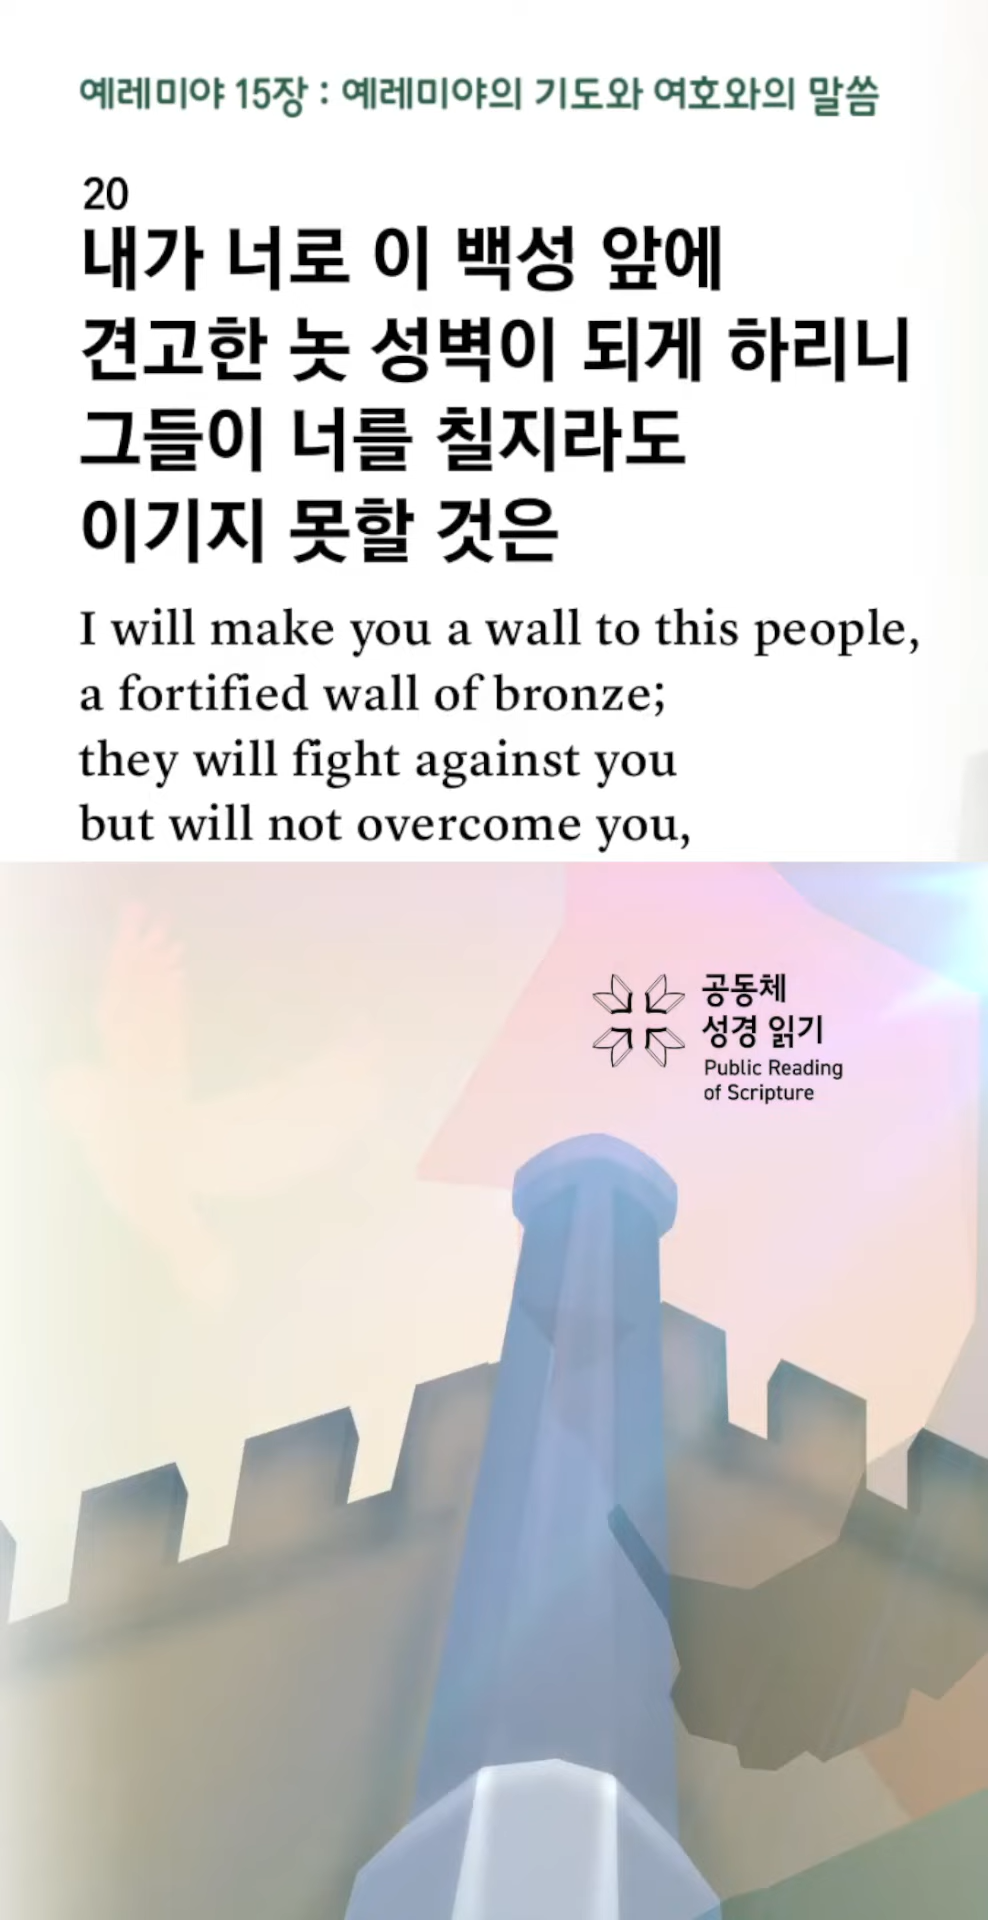 예레미야 15장 : 예레미야의 기도와 여호와의 말씀
20
내가 너로 이 백성 앞에
견고한 놋 성벽이 되게 하리니
그들이 너를 칠지라도
이기지 못할 것은
I will make you a wall to this people,
a fortified wall of bronze;
they will fight against you
but will not overcome you,
공동체
성경 읽기
Public Reading
of Scripture